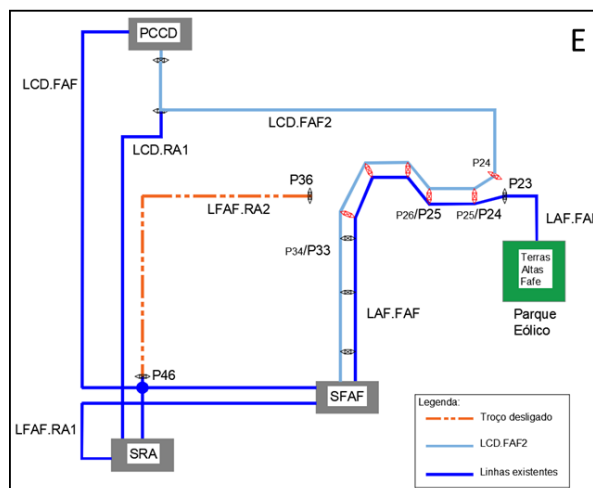 E
PCCD
LCD.FAF
LCD.FAF2
LCD.RA1
P24
P36
P23
LFAF.RA2
P26/P25
P25/P24
P34/P33
LAF.FAF
LAF.FAF
Terras
Altas
Fafe
Parque
Eólico
P46
SFAF
LFAF.RA1
SRA
Legenda:
Troço desligado
LCD.FAF2
Linhas existentes